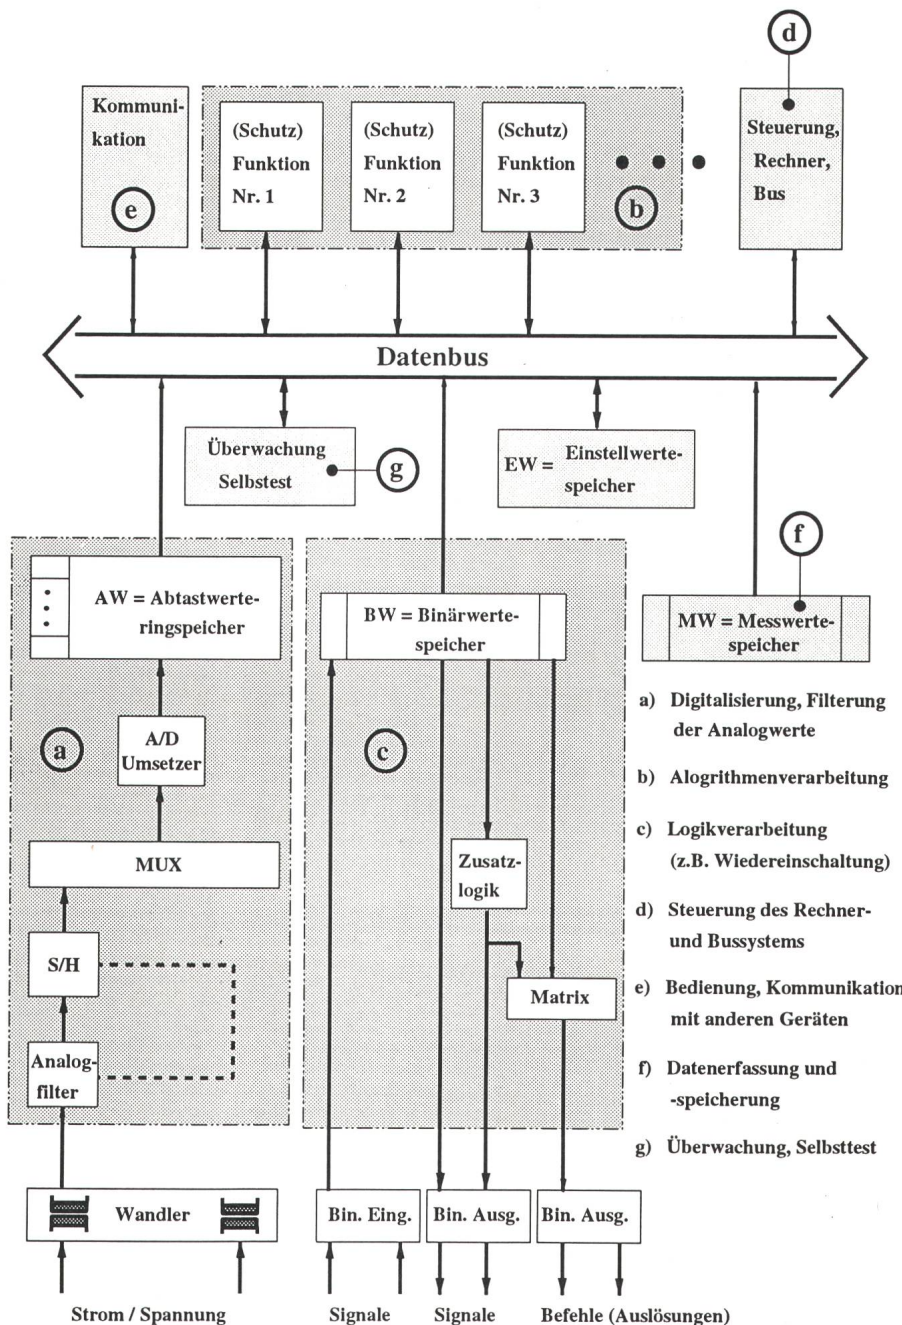 d
Kommuni-
kation
e
(Schutz)
Funktion
Nr. 1
(Schutz)
Funktion
Nr. 2
(Schutz)
Funktion
Nr. 3
b
Steuerung,
Rechner,
Bus
Datenbus
Überwachung
Selbstest
g
EW = Einstellwerte-
speicher
f
AW = Abtastwerte-
ringspeicher
BW = Binärwerte-
speicher
MW = Messwerte-
speicher
a
A/D
Umsetzer
c
MUX
Zusatz-
logik
S/H
Matrix
Analog-
filter
a) Digitalisierung, Filterung
der Analogwerte
b) Alogrithmenverarbeitung
c) Logikverarbeitung
(z.B. Wiedereinschaltung)
d) Steuerung des Rechner-
und Bussystems
e) Bedienung, Kommunikation
mit anderen Geräten
f) Datenerfassung und
-speicherung
g) Überwachung, Selbsttest
Wandler
Bin. Eing.
Bin. Ausg.
Bin. Ausg.
Strom / Spannung
Signale
Signale
Befehle (Auslösungen)